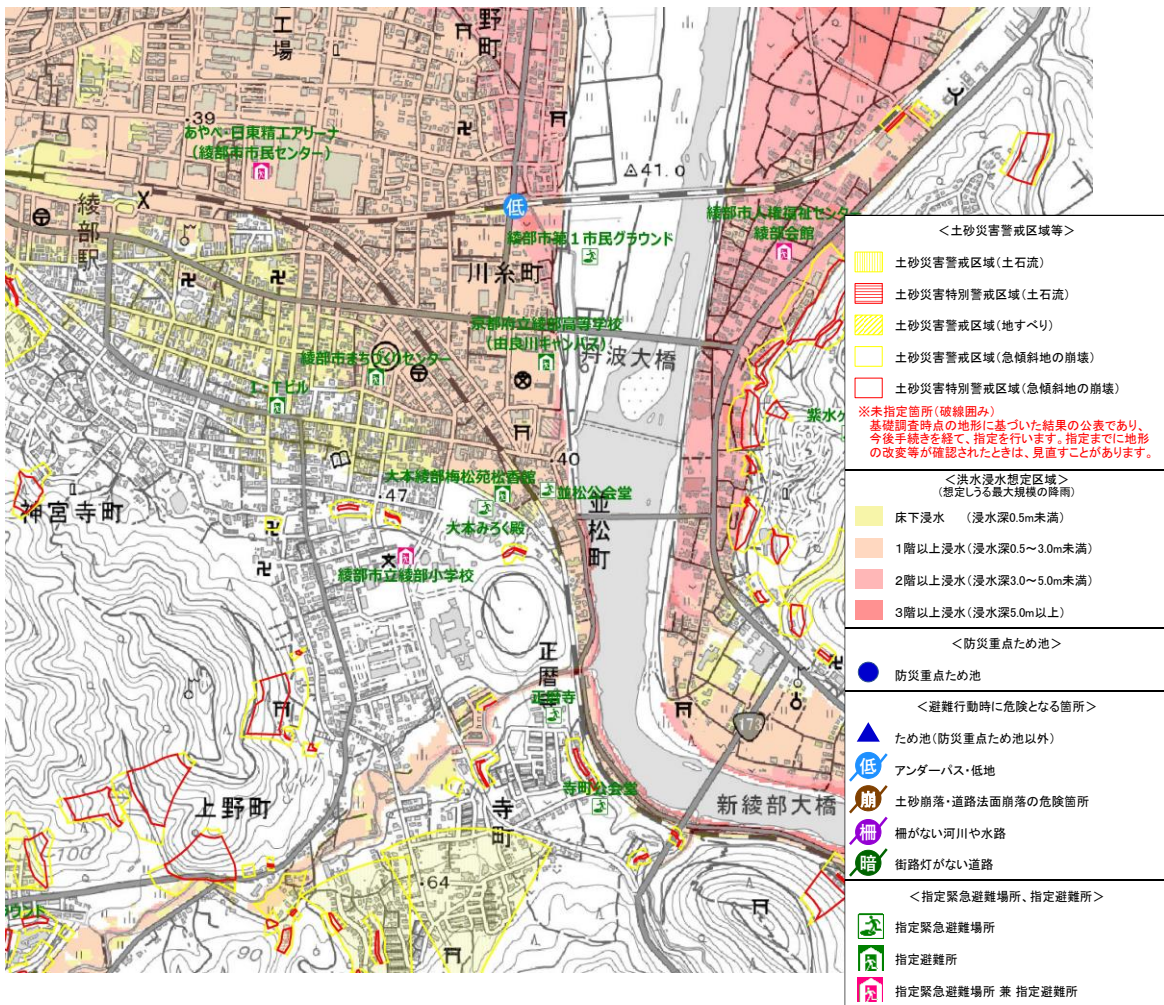 工場
野町
.39
あやべ・日東精工アリーナ
(綾部市市民センター)
綾部駅
低
41.0
綾部市人権福祉センター
綾部会館
綾部市第1市民グラウンド
川糸町
京都府立綾部高等学校
(由良川キャンパス)
丹波大橋
綾部市まちづくりセンター
I・Tビル
紫水ヶ
.40
大本綾部梅松苑松香館
並松公会堂
並松町
.47
大本みろく殿
神宮寺町
文
綾部市立綾部小学校
正暦寺
正暦寺
173
寺町公会堂
新綾部大橋
上野町
寺町
100
.64
ウント
90
<土砂災害警戒区域等>
土砂災害警戒区域(土石流)
土砂災害特別警戒区域(土石流)
土砂災害警戒区域(地すべり)
土砂災害警戒区域(急傾斜地の崩壊)
土砂災害特別警戒区域(急傾斜地の崩壊)
※未指定箇所(破線囲み)
基礎調査時点の地形に基づいた結果の公表であり、
今後手続きを経て、指定を行います。指定までに地形
の改変等が確認されたときは、見直すことがあります。
<洪水浸水想定区域>
(想定しうる最大規模の降雨)
床下浸水 (浸水深0.5m未満)
1階以上浸水(浸水深0.5~3.0m未満)
2階以上浸水(浸水深3.0~5.0m未満)
3階以上浸水(浸水深5.0m以上)
<防災重点ため池>
防災重点ため池
<避難行動時に危険となる箇所>
ため池(防災重点ため池以外)
低 アンダーパス・低地
崩 土砂崩落・道路法面崩落の危険箇所
柵 柵がない河川や水路
暗 街路灯がない道路
<指定緊急避難場所、指定避難所>
指定緊急避難場所
指定避難所
指定緊急避難場所 兼 指定避難所